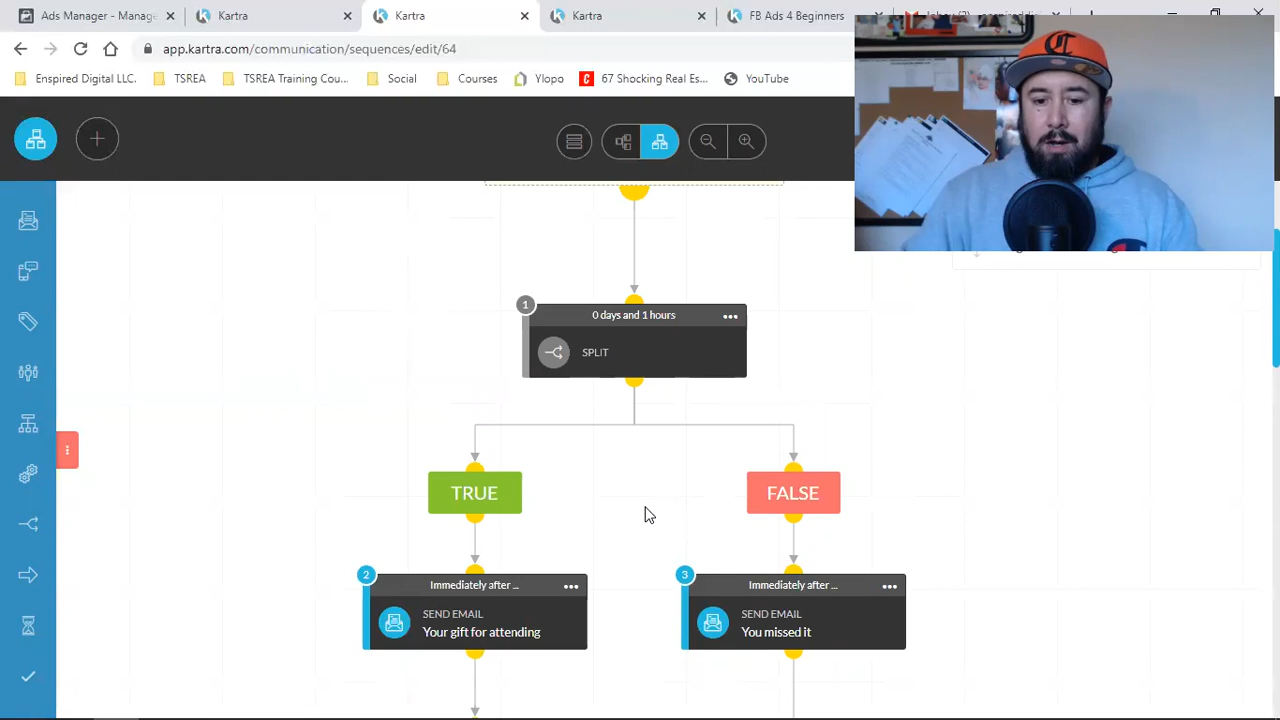 Ads Manager - Manag
Kartra
Kartra
Kartra
FB Ads 4 Beginners
app.kartra.com/communication/sequences/edit/64
Enspired Digital LLC.
TSREA
TSREA Training Cou...
Social
Courses
Ylopo
67 Shocking Real Es...
YouTube
1
0 days and 1 hours
SPLIT
TRUE
FALSE
2
Immediately after ...
SEND EMAIL
Your gift for attending
3
Immediately after ...
SEND EMAIL
You missed it